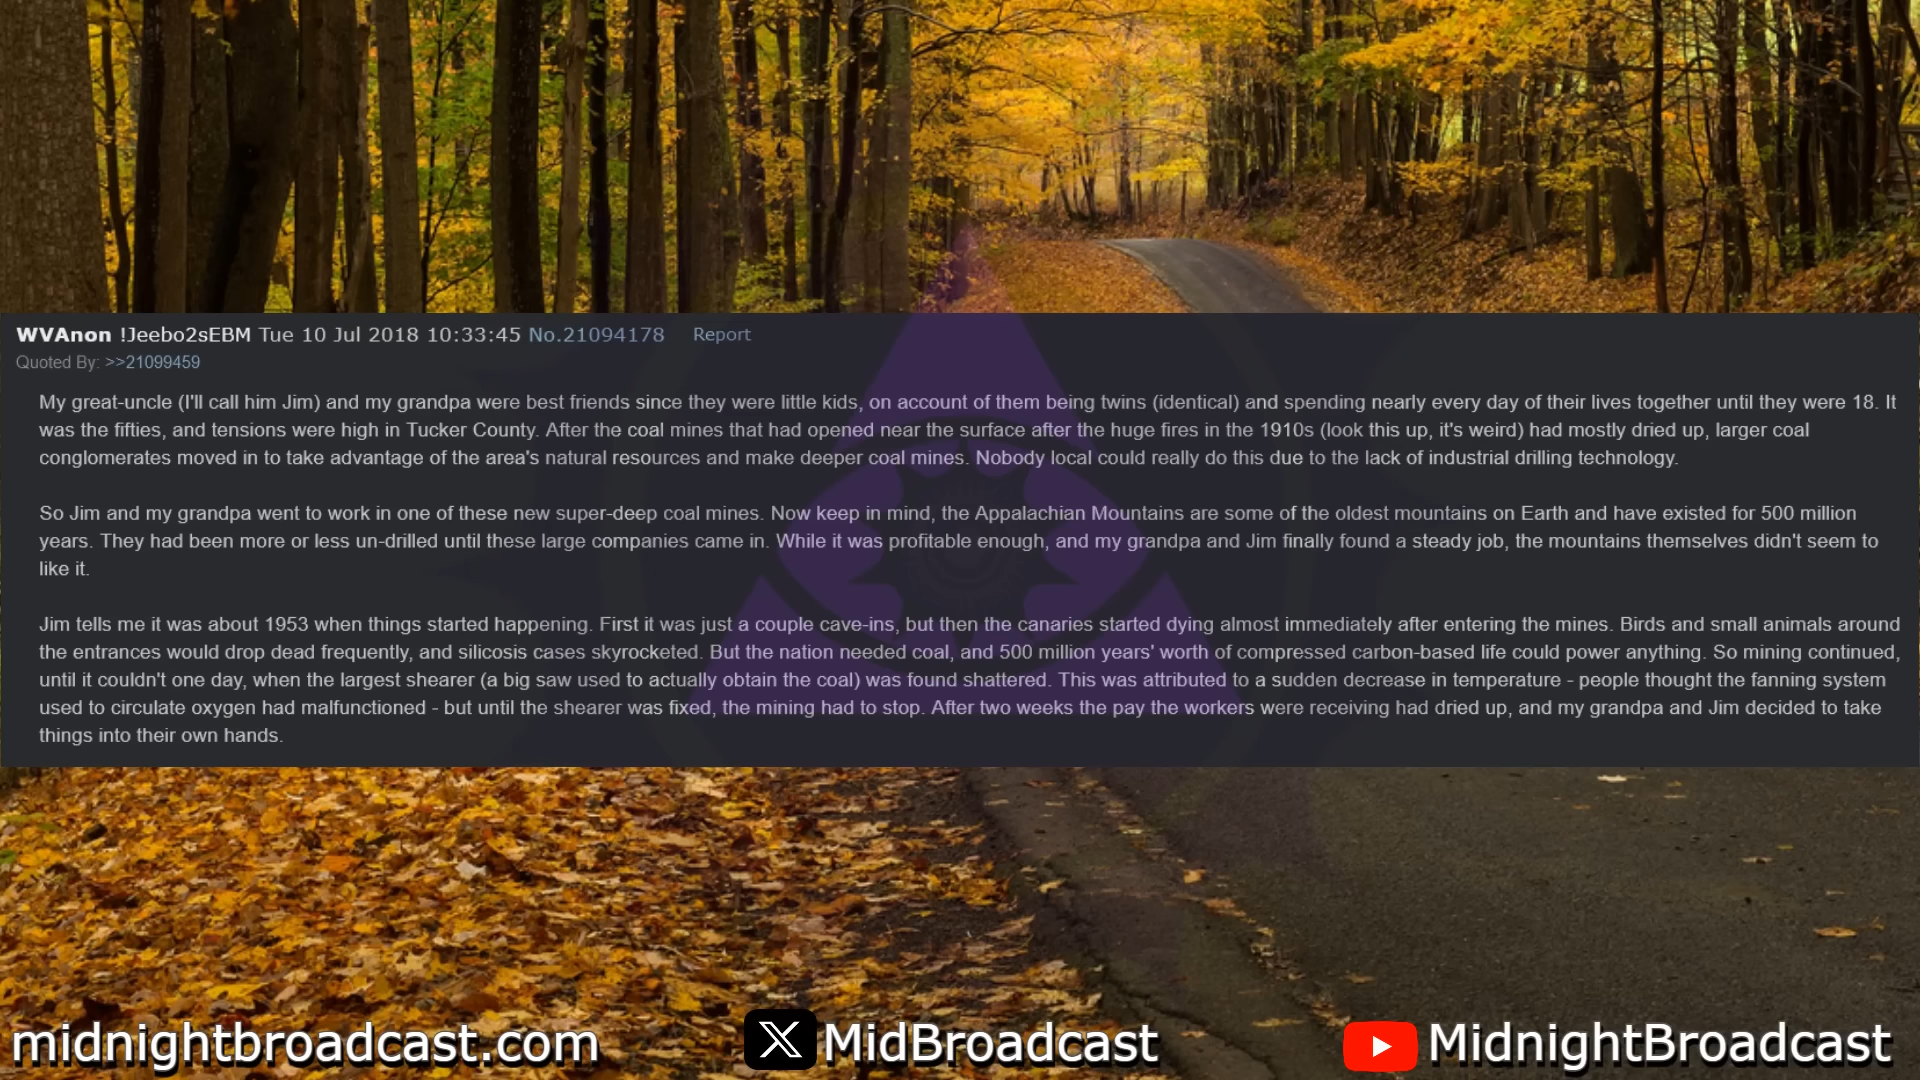 WVAnon !Jeebo2sEBM Tue 10 Jul 2018 10:33:45 No.21094178 Report
Quoted By: >>21099459
My great-uncle (I'll call him Jim) and my grandpa were best friends since they were little kids, on account of them being twins (identical) and spending nearly every day of their lives together until they were 18. It
was the fifties, and tensions were high in Tucker County. After the coal mines that had opened near the surface after the huge fires in the 1910s (look this up, it's weird) had mostly dried up, larger coal
conglomerates moved in to take advantage of the area's natural resources and make deeper coal mines. Nobody local could really do this due to the lack of industrial drilling technology.
So Jim and my grandpa went to work in one of these new super-deep coal mines. Now keep in mind, the Appalachian Mountains are some of the oldest mountains on Earth and have existed for 500 million
years. They had been more or less un-drilled until these large companies came in. While it was profitable enough, and my grandpa and Jim finally found a steady job, the mountains themselves didn't seem to
like it.
Jim tells me it was about 1953 when things started happening. First it was just a couple cave-ins, but then the canaries started dying almost immediately after entering the mines. Birds and small animals around
the entrances would drop dead frequently, and silicosis cases skyrocketed. But the nation needed coal, and 500 million years' worth of compressed carbon-based life could power anything. So mining continued,
until it couldn't one day, when the largest shearer (a big saw used to actually obtain the coal) was found shattered. This was attributed to a sudden decrease in temperature - people thought the fanning system
used to circulate oxygen had malfunctioned - but until the shearer was fixed, the mining had to stop. After two weeks the pay the workers were receiving had dried up, and my grandpa and Jim decided to take
things into their own hands.
midnightbroadcast.com
MidBroadcast
MidnightBroadcast